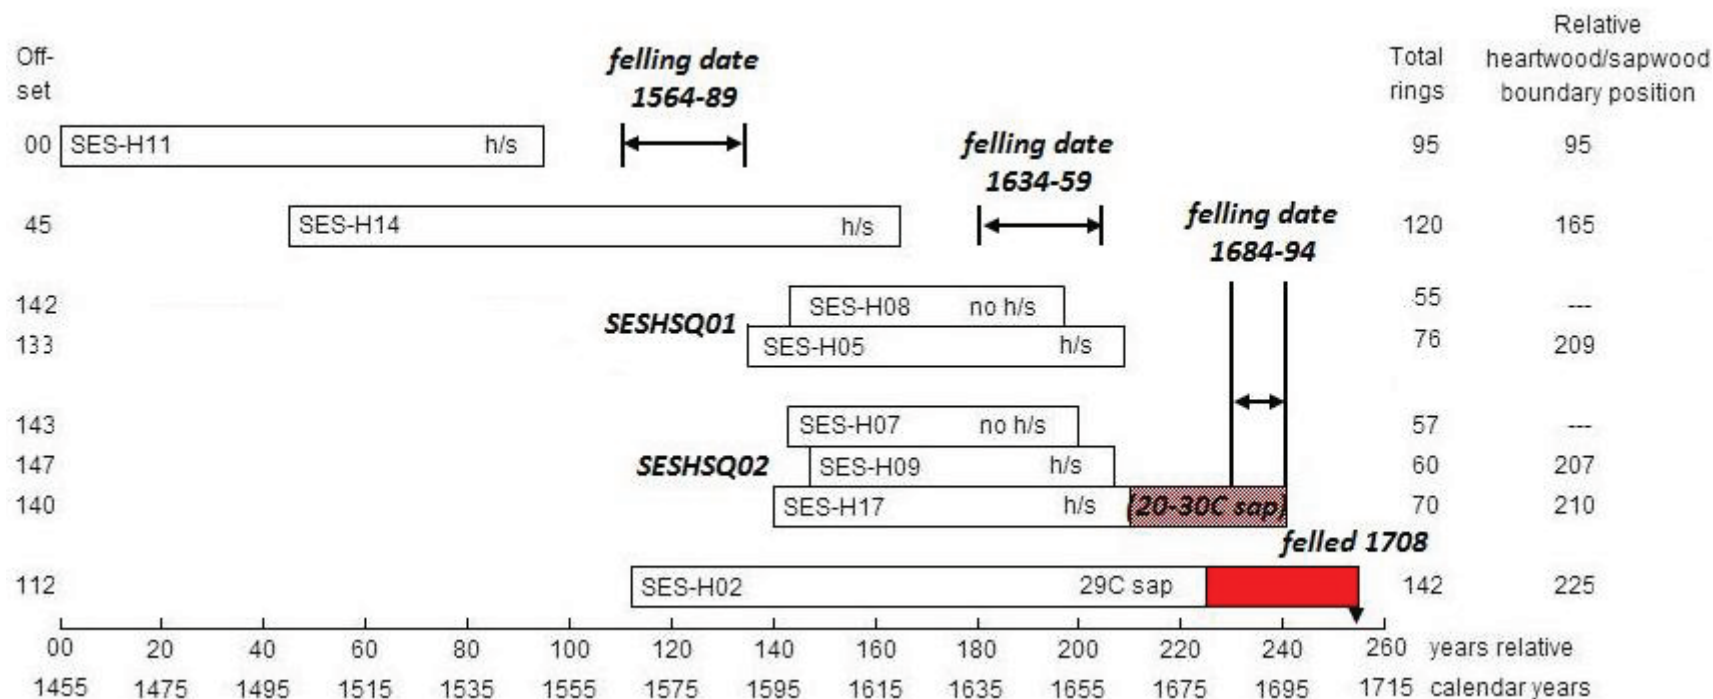 Off-
set
felling date
1564-89
Total
rings
Relative
heartwood/sapwood
boundary position
00 SES-H11 h/s 95 95
felling date
1634-59
45 SES-H14 h/s 120 165
felling date
1684-94
142 SES-H08 no h/s 55 ---
SESHSQ01
133 SES-H05 h/s 76 209
143 SES-H07 no h/s 57 ---
147 SESHSQ02 SES-H09 h/s 60 207
140 SES-H17 h/s (20-30C sap) 70 210
felled 1708
112 SES-H02 29C sap 142 225
00 20 40 60 80 100 120 140 160 180 200 220 240 260 years relative
1455 1475 1495 1515 1535 1555 1575 1595 1615 1635 1655 1675 1695 1715 calendar years